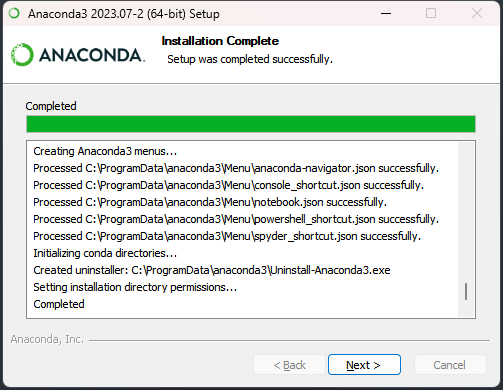 Anaconda3 2023.07-2 (64-bit) Setup
ANACONDA.
Installation Complete
Setup was completed successfully.
Completed
Creating Anaconda3 menus...
Processed C:\ProgramData\anaconda3\Menu\anaconda-navigator.json successfully.
Processed C:\ProgramData\anaconda3\Menu\console_shortcut.json successfully.
Processed C:\ProgramData\anaconda3\Menu\notebook.json successfully.
Processed C:\ProgramData\anaconda3\Menu\powershell_shortcut.json successfully.
Processed C:\ProgramData\anaconda3\Menu\spyder_shortcut.json successfully.
Initializing conda directories...
Created uninstaller: C:\ProgramData\anaconda3\Uninstall-Anaconda3.exe
Setting installation directory permissions...
Completed
Anaconda, Inc.
< Back Next > Cancel